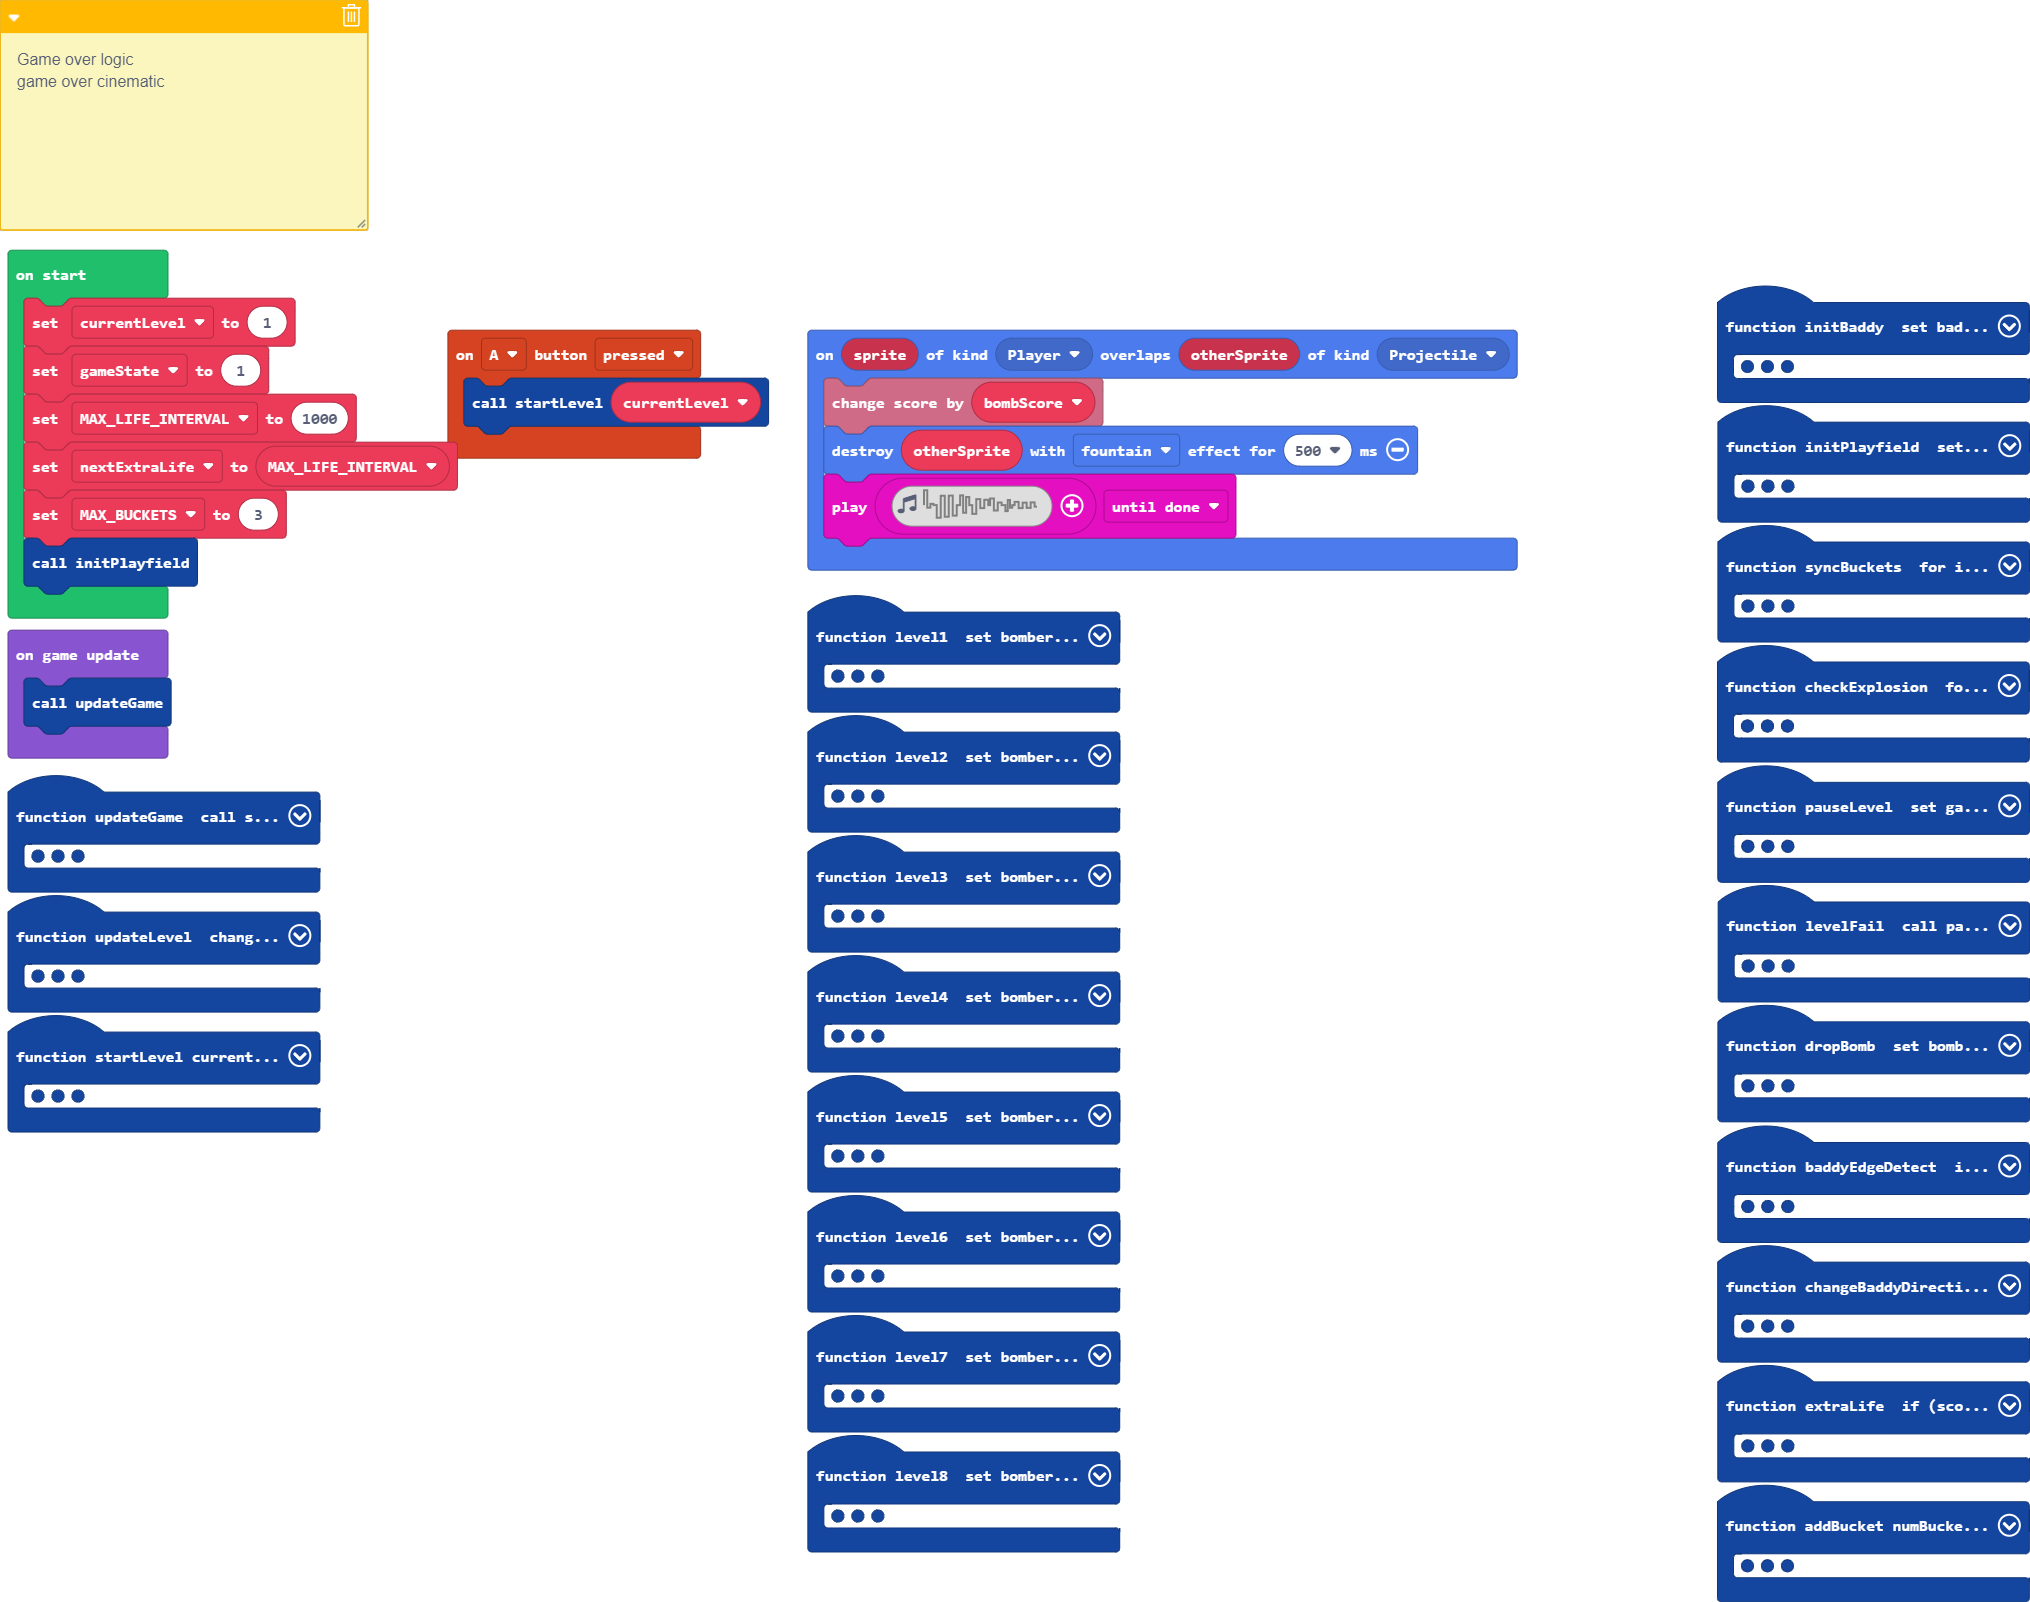 Game over logic
game over cinematic
on start
set currentLevel to 1
set gameState to 1
set MAX_LIFE_INTERVAL to 1000
set nextExtraLife to MAX_LIFE_INTERVAL
set MAX_BUCKETS to 3
call initPlayfield
on game update
call updateGame
function updateGame call s...
function updateLevel chang...
function startLevel current...
on A button pressed
call startLevel currentLevel
on sprite of kind Player overlaps otherSprite of kind Projectile
change score by bombScore
destroy otherSprite with fountain effect for 500 ms
play until done
function level1 set bomber...
function level2 set bomber...
function level3 set bomber...
function level4 set bomber...
function level5 set bomber...
function level6 set bomber...
function level7 set bomber...
function level8 set bomber...
function initBaddy set bad...
function initPlayfield set...
function syncBuckets for i...
function checkExplosion fo...
function pauseLevel set ga...
function levelFail call pa...
function dropBomb set bomb...
function baddyEdgeDetect i...
function changeBaddyDirecti...
function extraLife if (sco...
function addBucket numBucke...